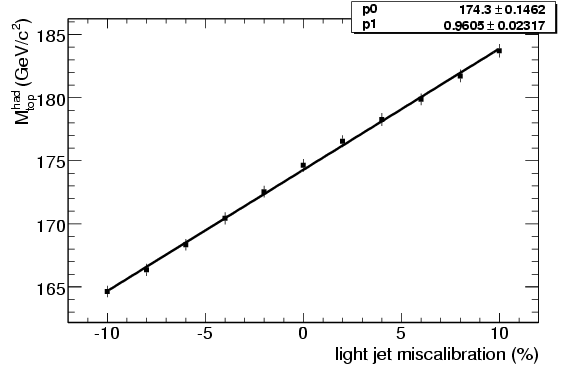 p0 174.3 ± 0.1462
p1 0.9605 ± 0.02317
M_top^had (GeV/c²)
185
180
175
170
165
-10 -5 0 5 10
light jet miscalibration (%)